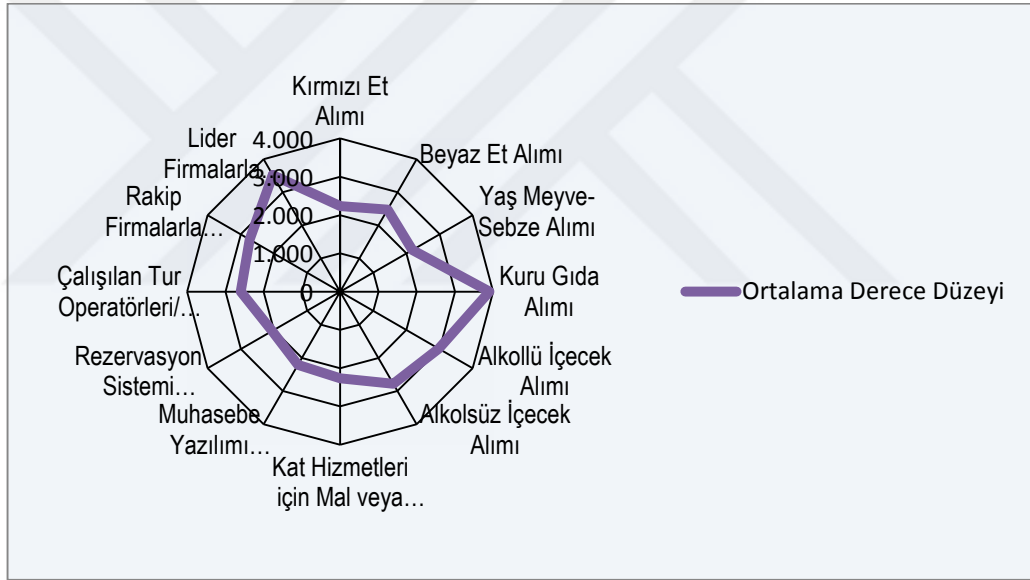 Kırmızı Et
Alımı
Beyaz Et Alımı
Yaş Meyve-
Sebze Alımı
Kuru Gıda
Alımı
Alkollü İçecek
Alımı
Alkolsüz İçecek
Alımı
Kat Hizmetleri
için Mal veya…
Muhasebe
Yazılımı…
Rezervasyon
Sistemi…
Çalışılan Tur
Operatörleri/…
Rakip
Firmalarla…
Lider
Firmalarla…
4.000
3.000
2.000
1.000
0
Ortalama Derece Düzeyi